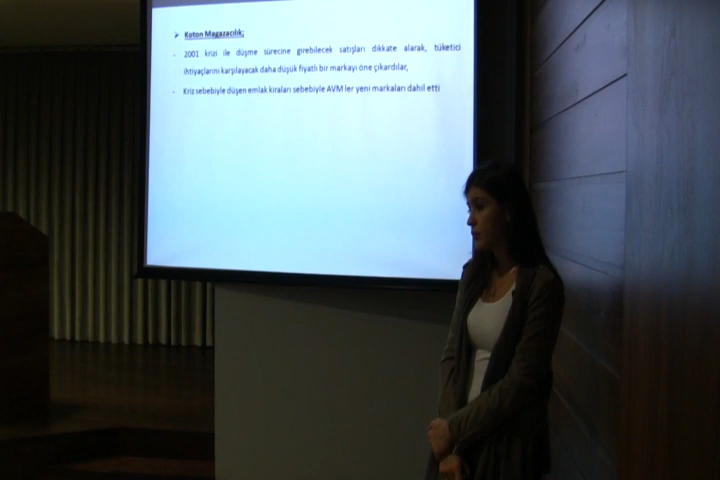 ➤ Koton Magazacılık;
- 2001 krizi ile düşme sürecine girebilecek satışları dikkate alarak, tüketici
ihtiyaçlarını karşılayacak daha düşük fiyatlı bir markayı öne çıkardılar,
- Kriz sebebiyle düşen emlak kiraları sebebiyle AVM ler yeni markaları dahil etti